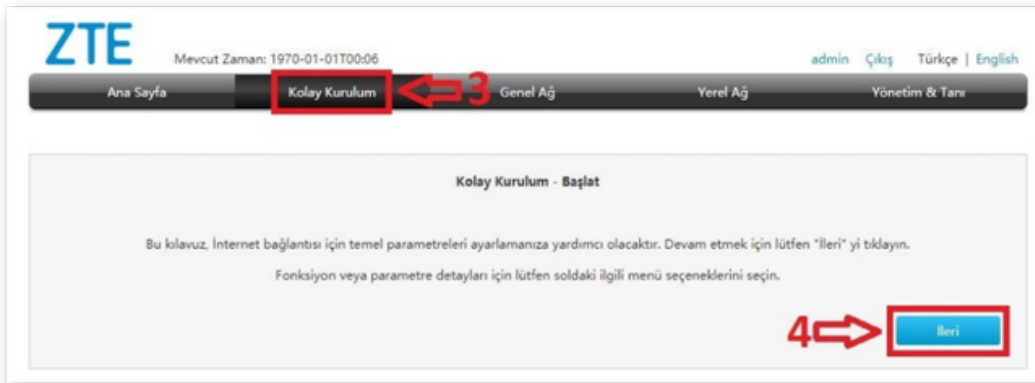 ZTE
Mevcut Zaman: 1970-01-01T00:06
admin Çıkış Türkçe | English
Ana Sayfa Kolay Kurulum 3 Genel Ağ Yerel Ağ Yönetim & Tanı
Kolay Kurulum - Başlat
Bu kılavuz, İnternet bağlantısı için temel parametreleri ayarlamanıza yardımcı olacaktır. Devam etmek için lütfen "İleri" yi tıklayın.
Fonksiyon veya parametre detayları için lütfen soldaki ilgili menü seçeneklerini seçin.
4 İleri